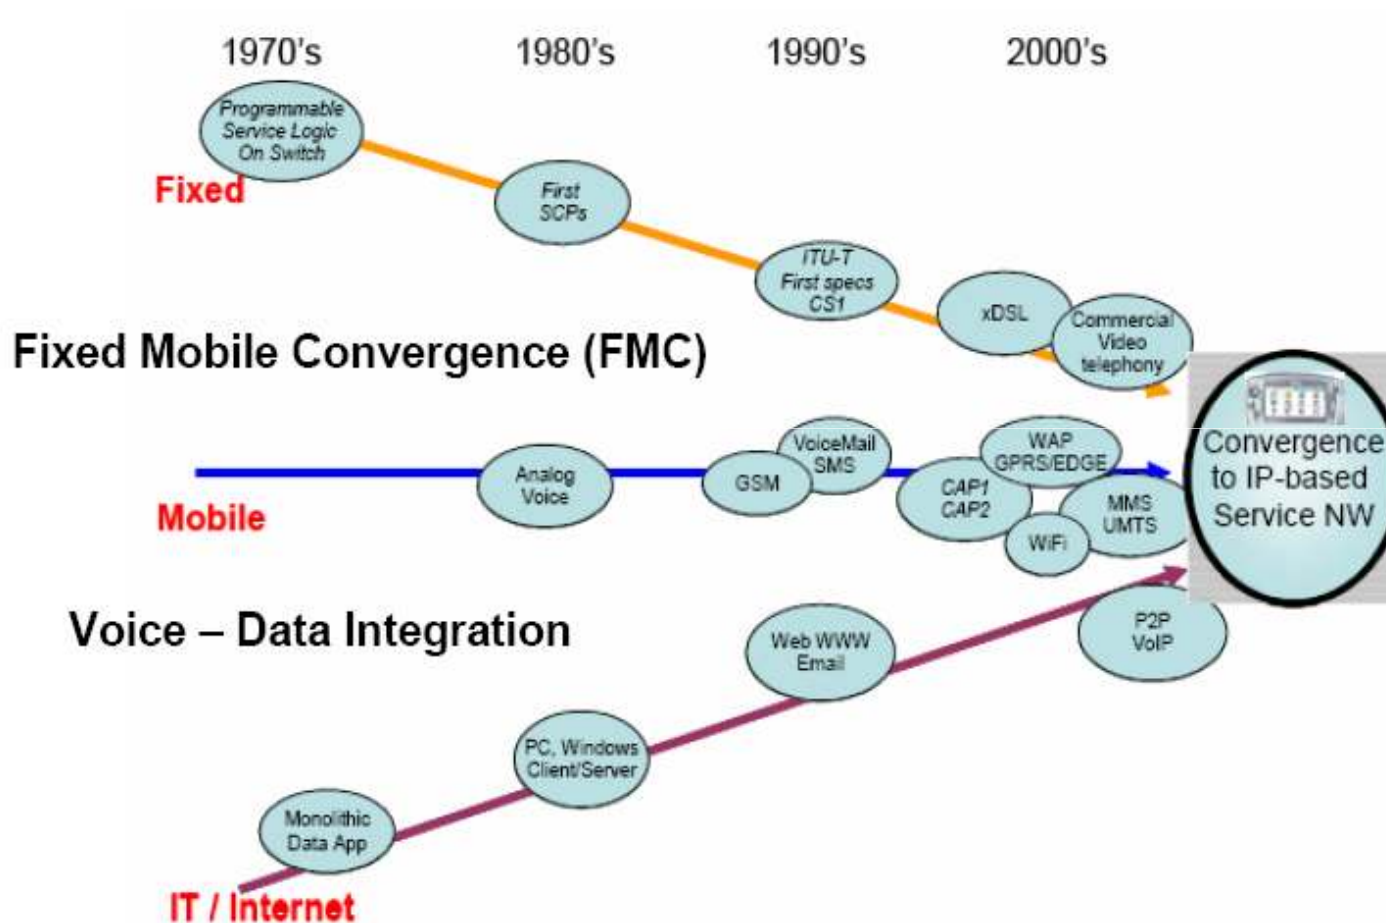 1970's 1980's 1990's 2000's
Programmable
Service Logic
On Switch
Fixed
First
SCPs
ITU-T
First specs
CS1
xDSL
Commercial
Video
telephony
Fixed Mobile Convergence (FMC)
Convergence
to IP-based
Service NW
Mobile
Analog
Voice
GSM
VoiceMail
SMS
CAP1
CAP2
WAP
GPRS/EDGE
WiFi
MMS
UMTS
Voice – Data Integration
Web WWW
Email
P2P
VoIP
PC, Windows
Client/Server
Monolithic
Data App
IT / Internet